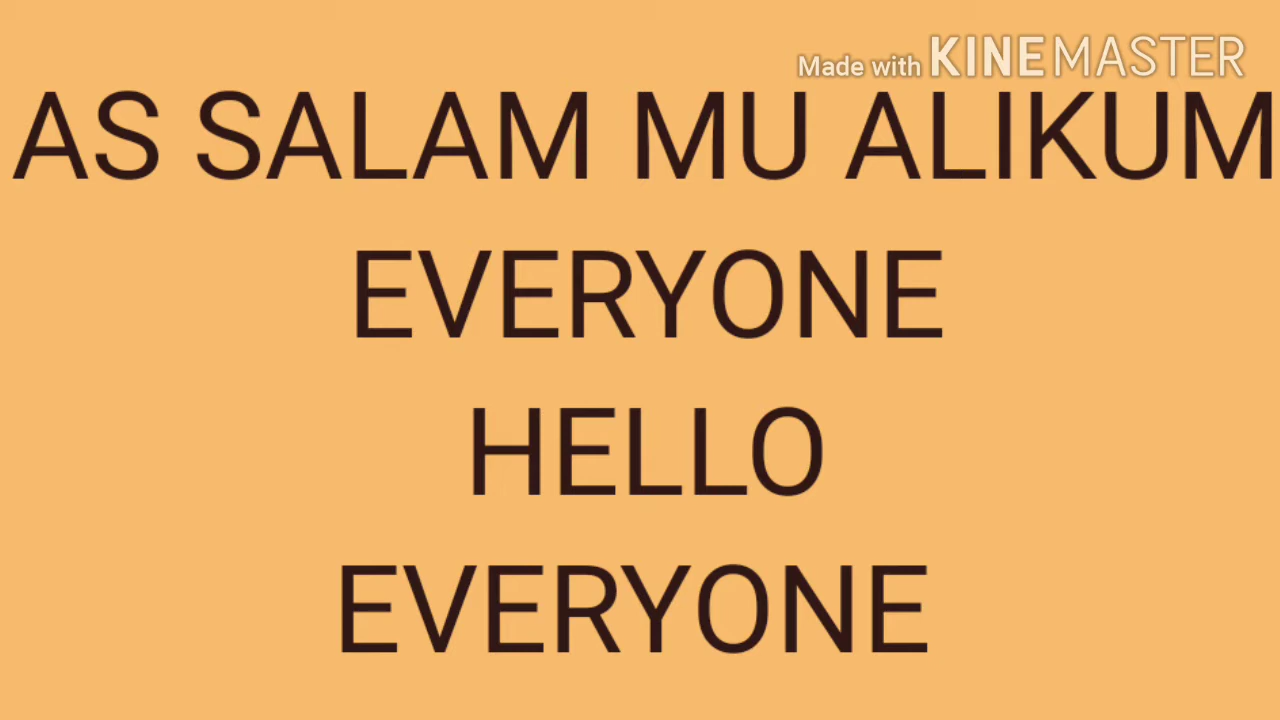 Made with KINEMASTER
AS SALAM MU ALIKUM
EVERYONE
HELLO
EVERYONE